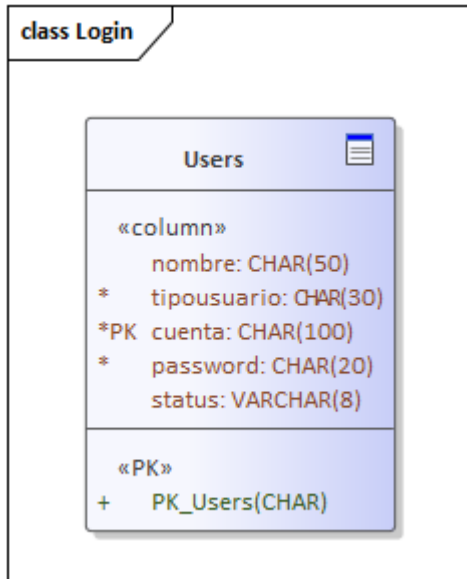 class Login
Users
«column»
nombre: CHAR(50)
* tipousuario: CHAR(30)
*PK cuenta: CHAR(100)
* password: CHAR(20)
status: VARCHAR(8)
«PK»
+ PK_Users(CHAR)